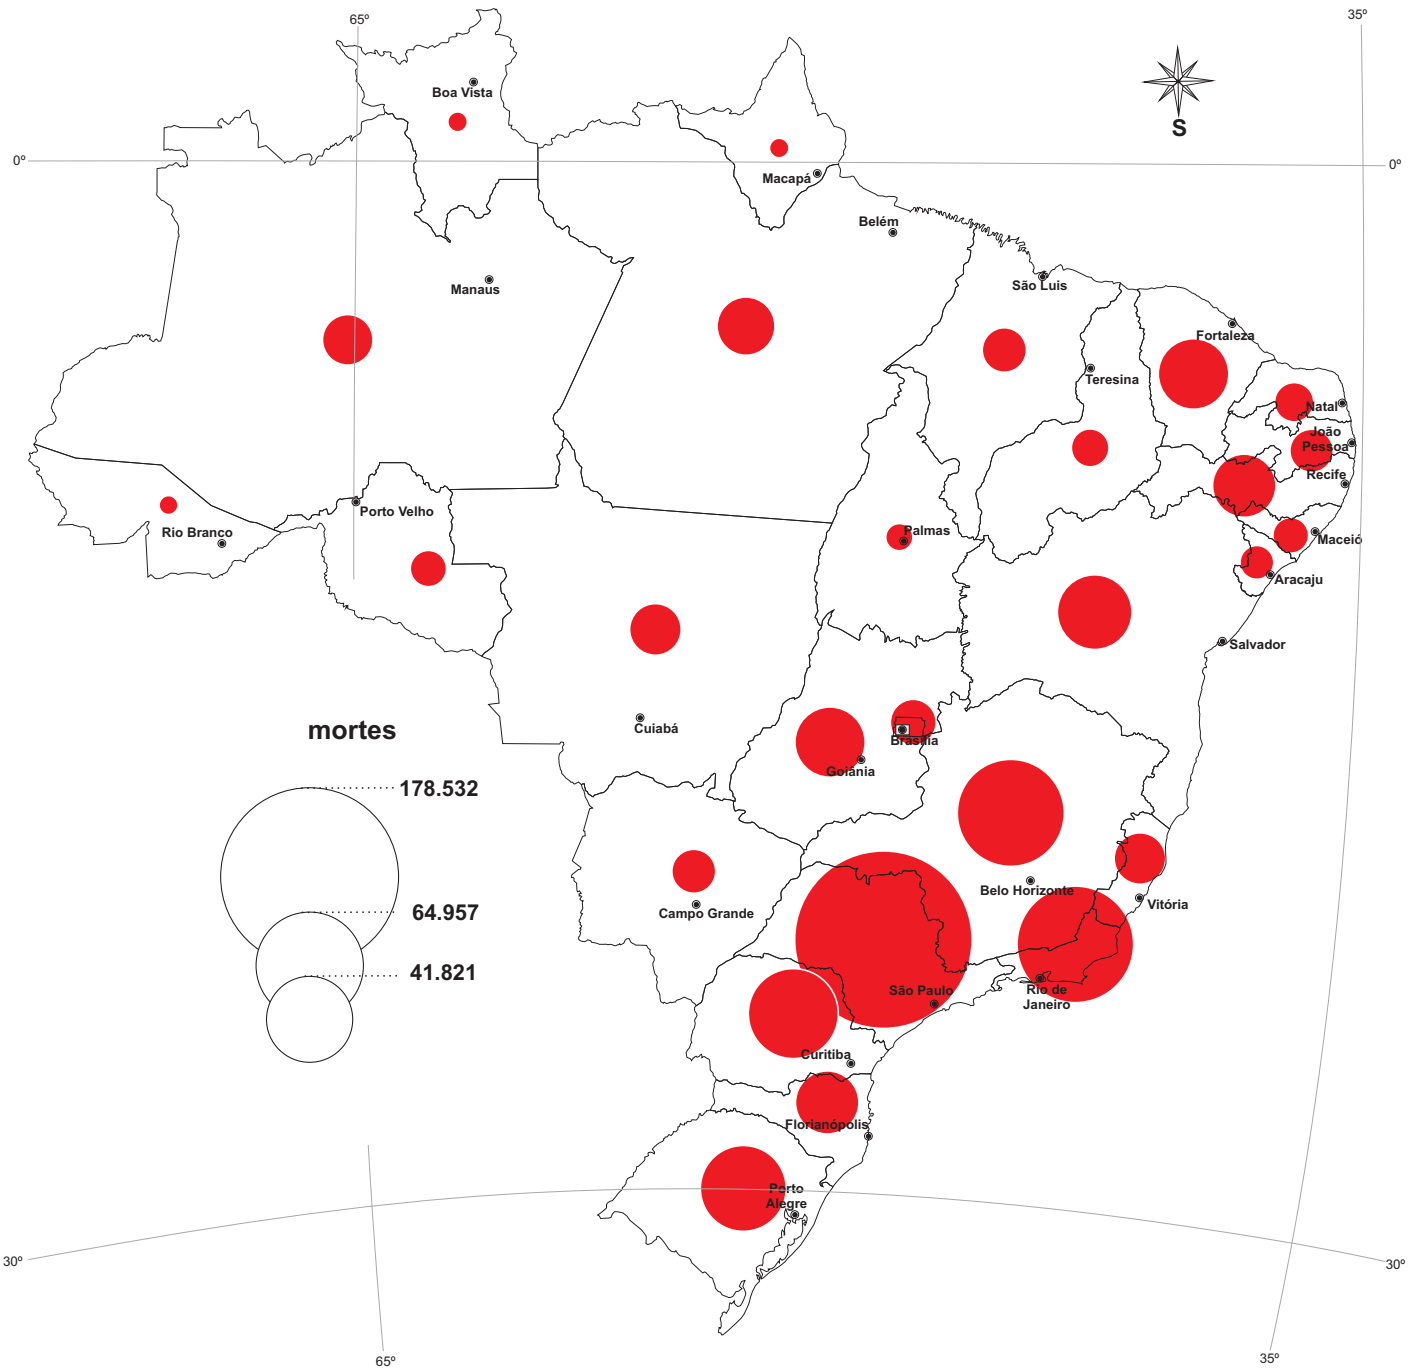 65º
35º
Boa Vista
S
0º
0º
Macapá
Belém
Manaus
São Luis
Fortaleza
Teresina
Natal
João
Pessoa
Recife
Porto Velho
Rio Branco
Palmas
Maceió
Aracaju
Salvador
mortes
Cuiabá
Brasília
Goiânia
178.532
64.957
41.821
Belo Horizonte
Vitória
Campo Grande
São Paulo
Rio de
Janeiro
Curitiba
Florianópolis
Porto
Alegre
30º
30º
65º
35º